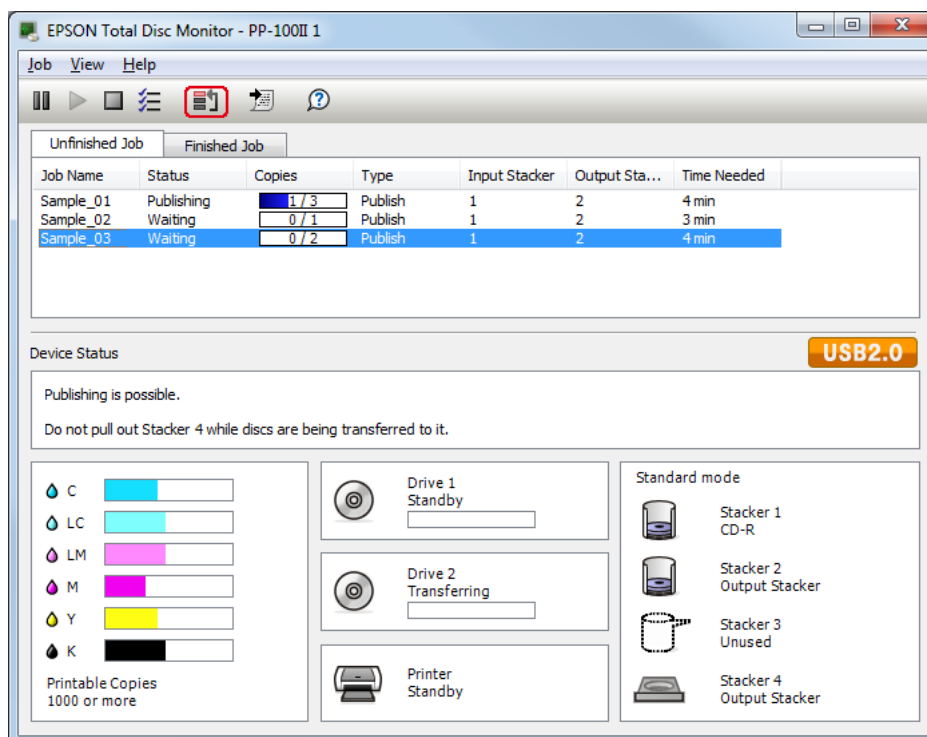 EPSON Total Disc Monitor - PP-100II 1
Job View Help
Unfinished Job Finished Job
Job Name Status Copies Type Input Stacker Output Sta... Time Needed
Sample_01 Publishing 1 / 3 Publish 1 2 4 min
Sample_02 Waiting 0 / 1 Publish 1 2 3 min
Sample_03 Waiting 0 / 2 Publish 1 2 4 min
Device Status
USB2.0
Publishing is possible.
Do not pull out Stacker 4 while discs are being transferred to it.
C
LC
LM
M
Y
K
Printable Copies
1000 or more
Drive 1
Standby
Drive 2
Transferring
Printer
Standby
Standard mode
Stacker 1
CD-R
Stacker 2
Output Stacker
Stacker 3
Unused
Stacker 4
Output Stacker